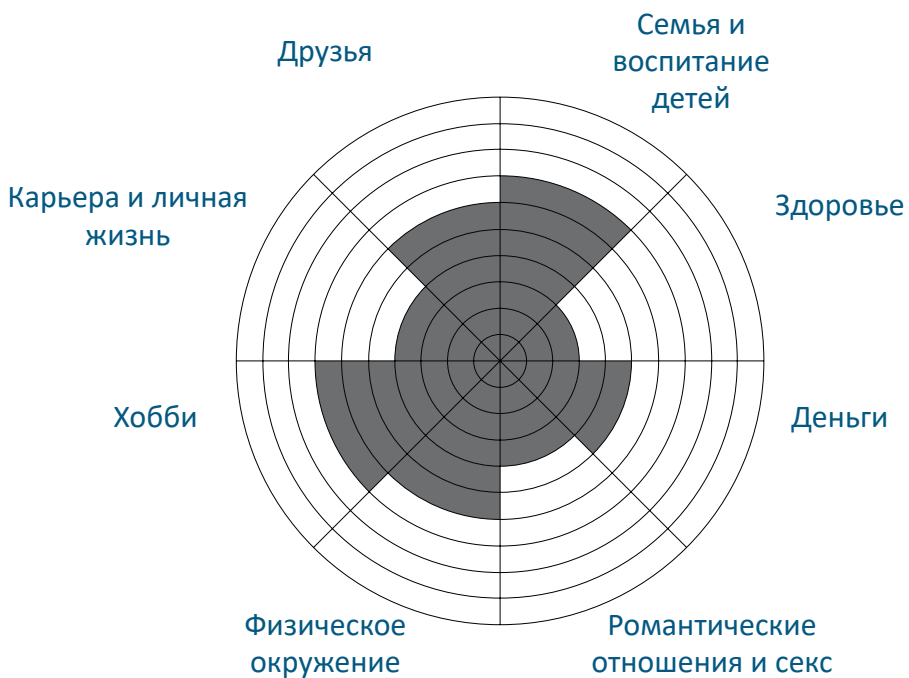 Друзья
Семья и
воспитание
детей
Карьера и личная
жизнь
Здоровье
Хобби
Деньги
Физическое
окружение
Романтические
отношения и секс